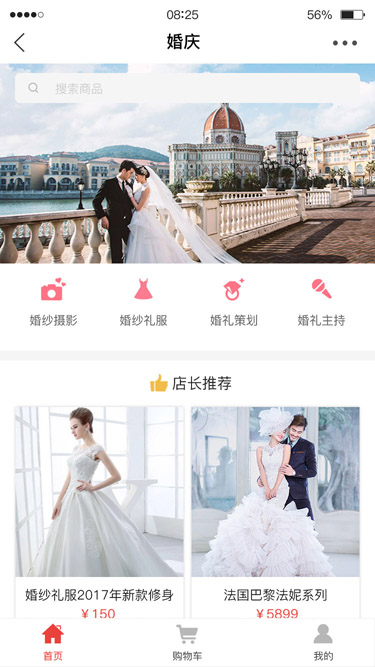 08:25
56%
婚庆
搜索商品
婚纱摄影
婚纱礼服
婚礼策划
婚礼主持
店长推荐
婚纱礼服2017年新款修身
法国巴黎法妮系列
￥150
￥5899
首页
购物车
我的